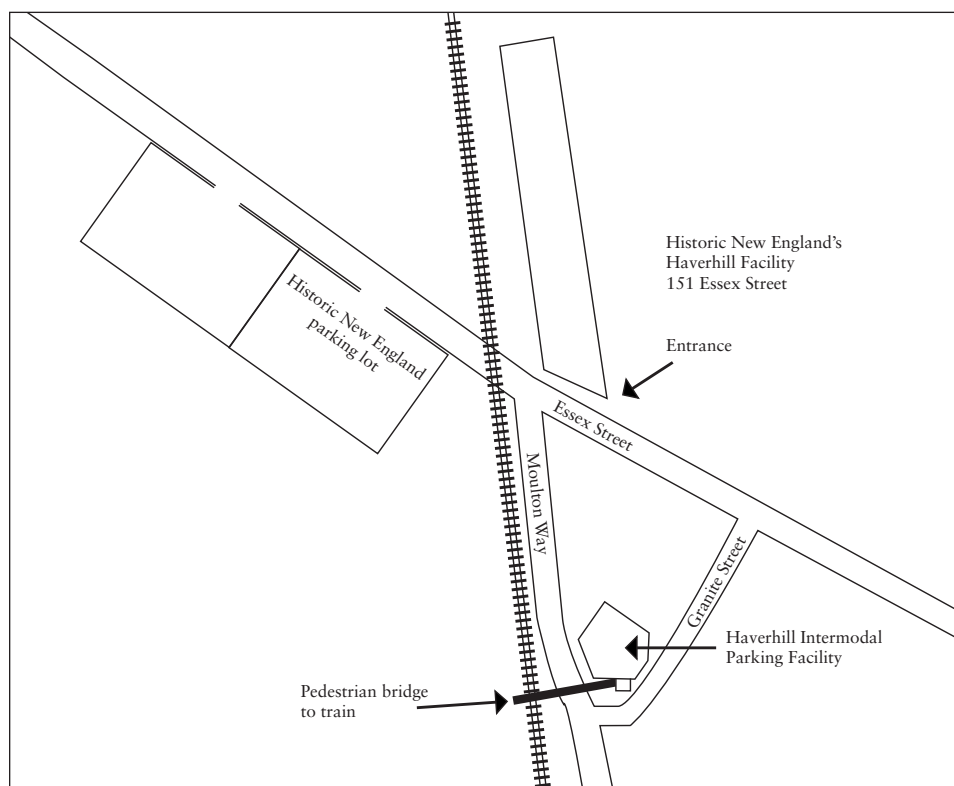 Historic New England's
Haverhill Facility
151 Essex Street
Historic New England
parking lot
Entrance
Essex Street
Moulton Way
Granite Street
Haverhill Intermodal
Parking Facility
Pedestrian bridge
to train